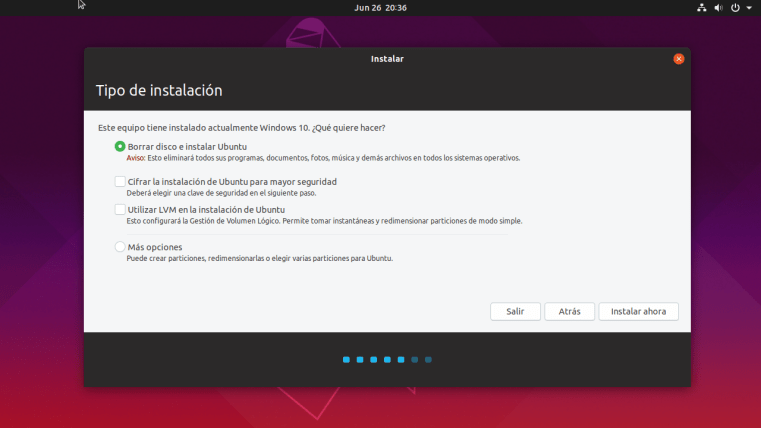 Jun 26 20:36
Instalar
Tipo de instalación
Este equipo tiene instalado actualmente Windows 10. ¿Qué quiere hacer?
Borrar disco e instalar Ubuntu
Aviso: Esto eliminará todos sus programas, documentos, fotos, música y demás archivos en todos los sistemas operativos.
Cifrar la instalación de Ubuntu para mayor seguridad
Deberá elegir una clave de seguridad en el siguiente paso.
Utilizar LVM en la instalación de Ubuntu
Esto configurará la Gestión de Volumen Lógico. Permite tomar instantáneas y redimensionar particiones de modo simple.
Más opciones
Puede crear particiones, redimensionarlas o elegir varias particiones para Ubuntu.
Salir
Atrás
Instalar ahora